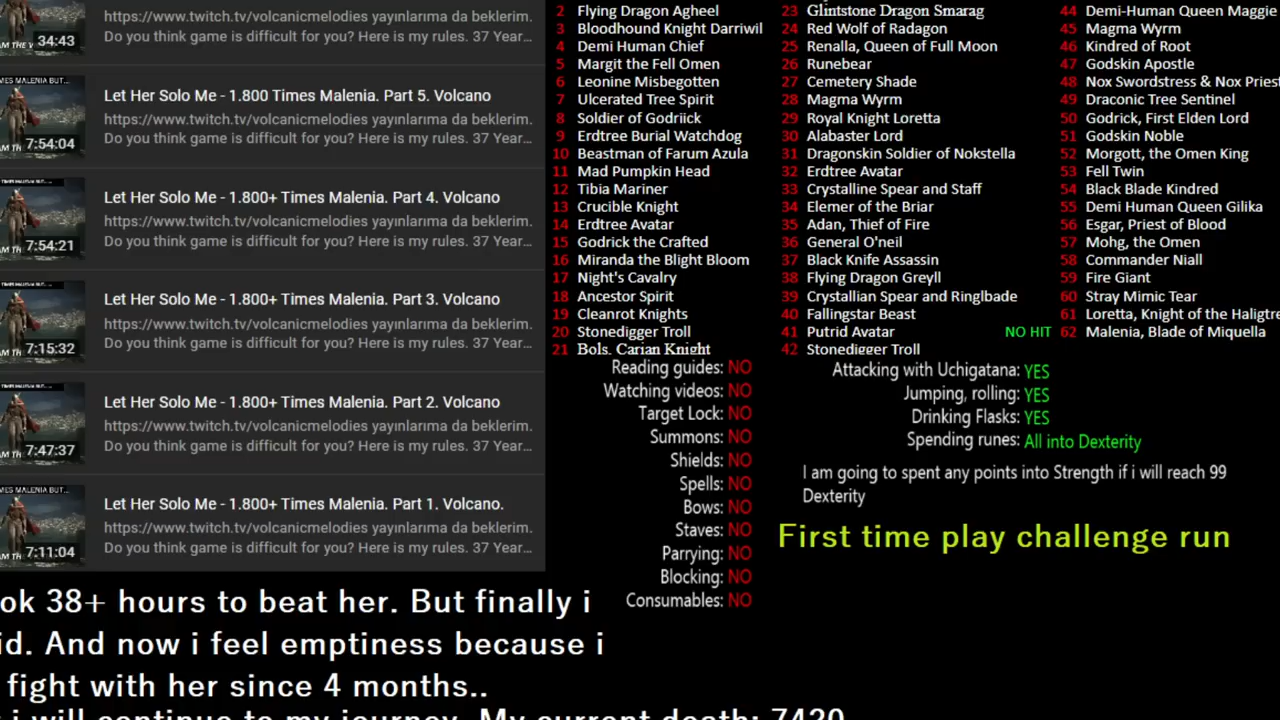 34:43
https://www.twitch.tv/volcanicmelodies yayınlarıma da beklerim.
Do you think game is difficult for you? Here is my rules. 37 Year...
MES MALENIA BUT...
7:54:04
Let Her Solo Me - 1.800 Times Malenia. Part 5. Volcano
https://www.twitch.tv/volcanicmelodies yayınlarıma da beklerim.
Do you think game is difficult for you? Here is my rules. 37 Year...
7:54:21
Let Her Solo Me - 1.800+ Times Malenia. Part 4. Volcano
https://www.twitch.tv/volcanicmelodies yayınlarıma da beklerim.
Do you think game is difficult for you? Here is my rules. 37 Year...
7:15:32
Let Her Solo Me - 1.800+ Times Malenia. Part 3. Volcano
https://www.twitch.tv/volcanicmelodies yayınlarıma da beklerim.
Do you think game is difficult for you? Here is my rules. 37 Year...
7:47:37
Let Her Solo Me - 1.800+ Times Malenia. Part 2. Volcano
https://www.twitch.tv/volcanicmelodies yayınlarıma da beklerim.
Do you think game is difficult for you? Here is my rules. 37 Year...
MES MALENIA BUT...
7:11:04
Let Her Solo Me - 1.800+ Times Malenia. Part 1. Volcano.
https://www.twitch.tv/volcanicmelodies yayınlarıma da beklerim.
Do you think game is difficult for you? Here is my rules. 37 Year...
2 Flying Dragon Agheel
3 Bloodhound Knight Darriwil
4 Demi Human Chief
5 Margit the Fell Omen
6 Leonine Misbegotten
7 Ulcerated Tree Spirit
8 Soldier of Godriick
9 Erdtree Burial Watchdog
10 Beastman of Farum Azula
11 Mad Pumpkin Head
12 Tibia Mariner
13 Crucible Knight
14 Erdtree Avatar
15 Godrick the Crafted
16 Miranda the Blight Bloom
17 Night's Cavalry
18 Ancestor Spirit
19 Cleanrot Knights
20 Stonedigger Troll
21 Bols, Carian Knight
23 Glintstone Dragon Smarag
24 Red Wolf of Radagon
25 Renalla, Queen of Full Moon
26 Runebear
27 Cemetery Shade
28 Magma Wyrm
29 Royal Knight Loretta
30 Alabaster Lord
31 Dragonskin Soldier of Nokstella
32 Erdtree Avatar
33 Crystalline Spear and Staff
34 Elemer of the Briar
35 Adan, Thief of Fire
36 General O'neil
37 Black Knife Assassin
38 Flying Dragon Greyll
39 Crystallian Spear and Ringlbade
40 Fallingstar Beast
41 Putrid Avatar NO HIT
42 Stonedigger Troll
44 Demi-Human Queen Maggie
45 Magma Wyrm
46 Kindred of Root
47 Godskin Apostle
48 Nox Swordstress & Nox Priest
49 Draconic Tree Sentinel
50 Godrick, First Elden Lord
51 Godskin Noble
52 Morgott, the Omen King
53 Fell Twin
54 Black Blade Kindred
55 Demi Human Queen Gilika
56 Esgar, Priest of Blood
57 Mohg, the Omen
58 Commander Niall
59 Fire Giant
60 Stray Mimic Tear
61 Loretta, Knight of the Haligtre
62 Malenia, Blade of Miquella
Reading guides: NO
Watching videos: NO
Target Lock: NO
Summons: NO
Shields: NO
Spells: NO
Bows: NO
Staves: NO
Parrying: NO
Blocking: NO
Consumables: NO
Attacking with Uchigatana: YES
Jumping, rolling: YES
Drinking Flasks: YES
Spending runes: All into Dexterity
I am going to spent any points into Strength if i will reach 99
Dexterity
First time play challenge run
ok 38+ hours to beat her. But finally i
id. And now i feel emptiness because i
fight with her since 4 months..
i will continue to my journey. My current death: 7420